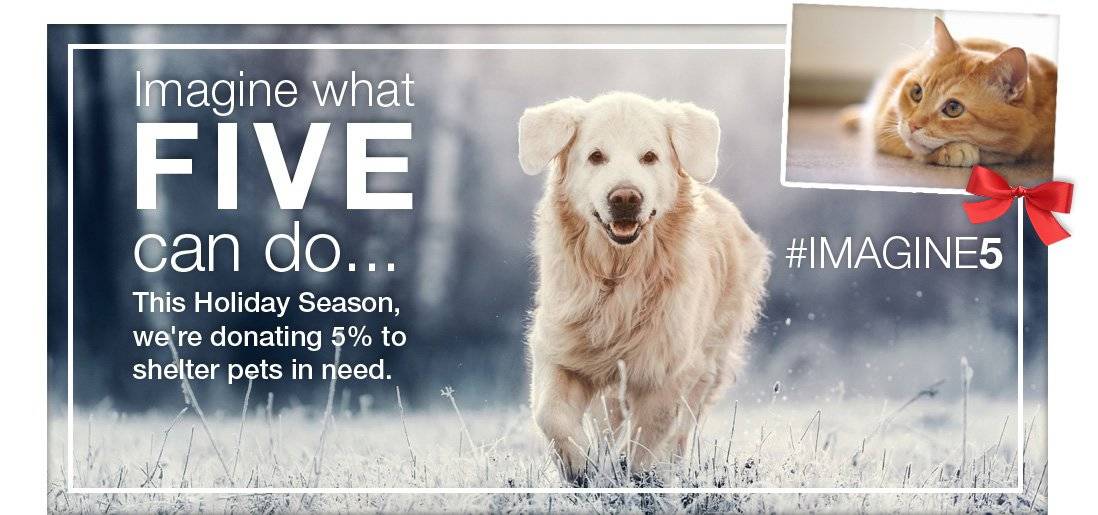 Imagine what
FIVE
can do...
This Holiday Season,
we're donating 5% to
shelter pets in need.
#IMAGINE5